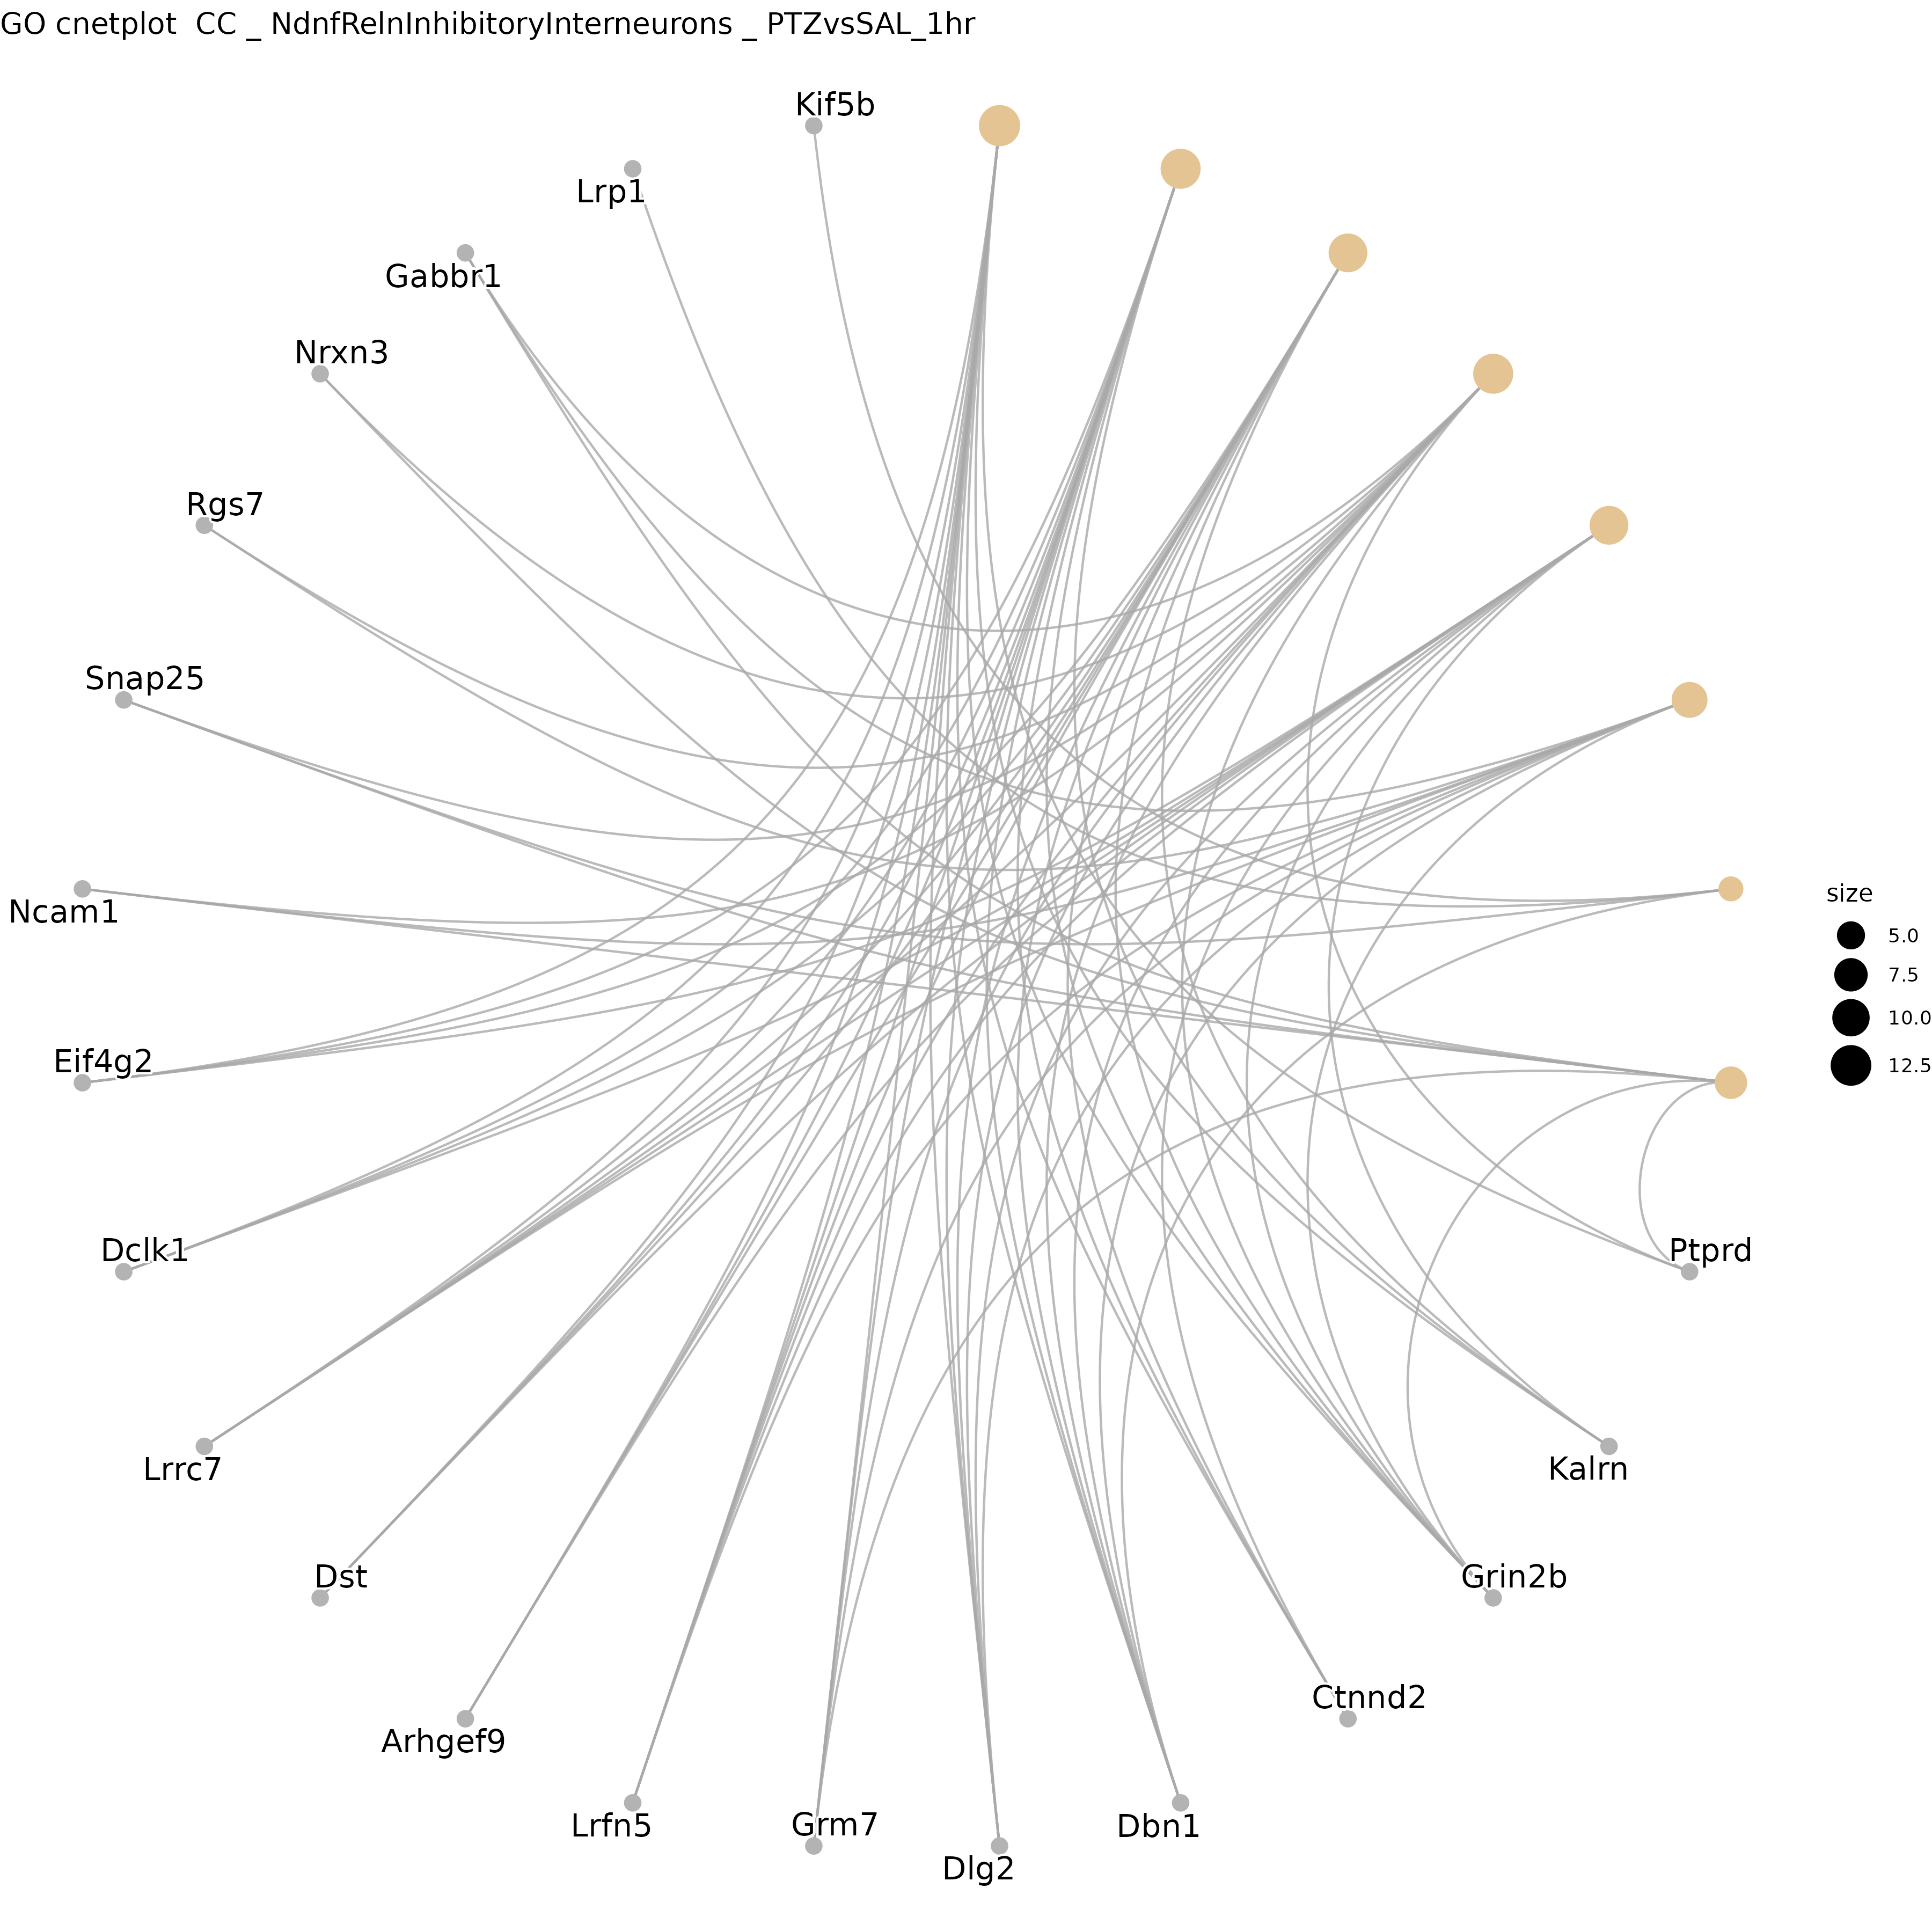 GO cnetplot  CC _ NdnfRelnInhibitoryInterneurons _ PTZvsSAL_1hr
Kif5b
Lrp1
Gabbr1
Nrxn3
Rgs7
Snap25
Ncam1
Eif4g2
Dclk1
Lrrc7
Dst
Arhgef9
Lrfn5
Grm7
Dlg2
Dbn1
Ctnnd2
Grin2b
Kalrn
Ptprd
size
5.0
7.5
10.0
12.5